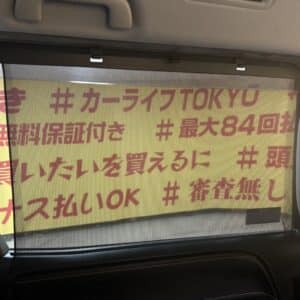 き # カーライフTOKYO
無料保証付き # 最大84回払
買いたいを買えるに # 頭
ナス払いOK # 審査無し